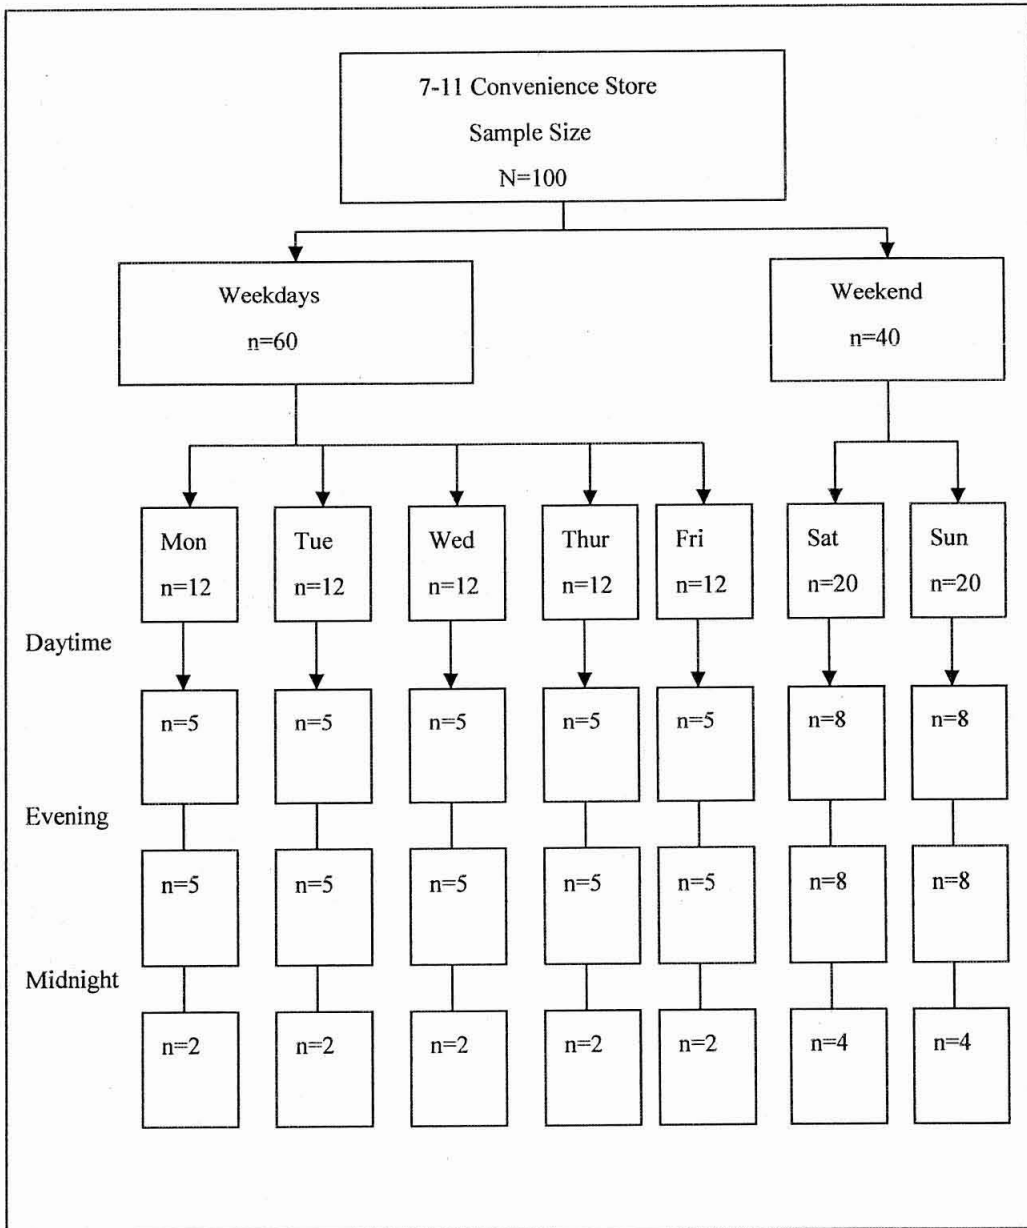 7-11 Convenience Store
Sample Size
N=100
Weekdays
n=60
Weekend
n=40
Mon
n=12
Tue
n=12
Wed
n=12
Thur
n=12
Fri
n=12
Sat
n=20
Sun
n=20
Daytime
n=5 n=5 n=5 n=5 n=5 n=8 n=8
Evening
n=5 n=5 n=5 n=5 n=5 n=8 n=8
Midnight
n=2 n=2 n=2 n=2 n=2 n=4 n=4